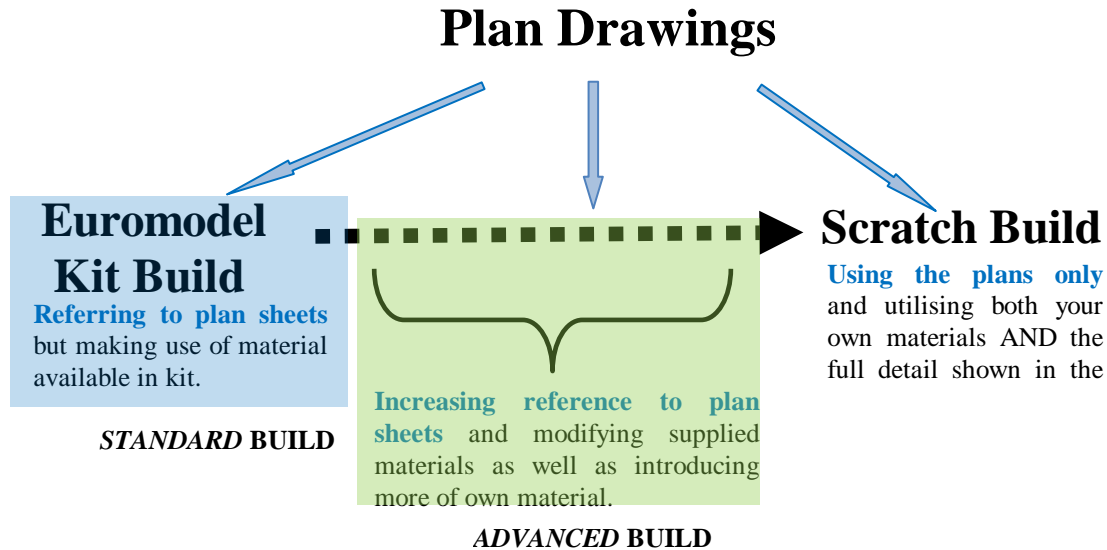 Plan Drawings
Euromodel
Kit Build
Referring to plan sheets
but making use of material
available in kit.
STANDARD BUILD
Increasing reference to plan
sheets and modifying supplied
materials as well as introducing
more of own material.
ADVANCED BUILD
Scratch Build
Using the plans only
and utilising both your
own materials AND the
full detail shown in the